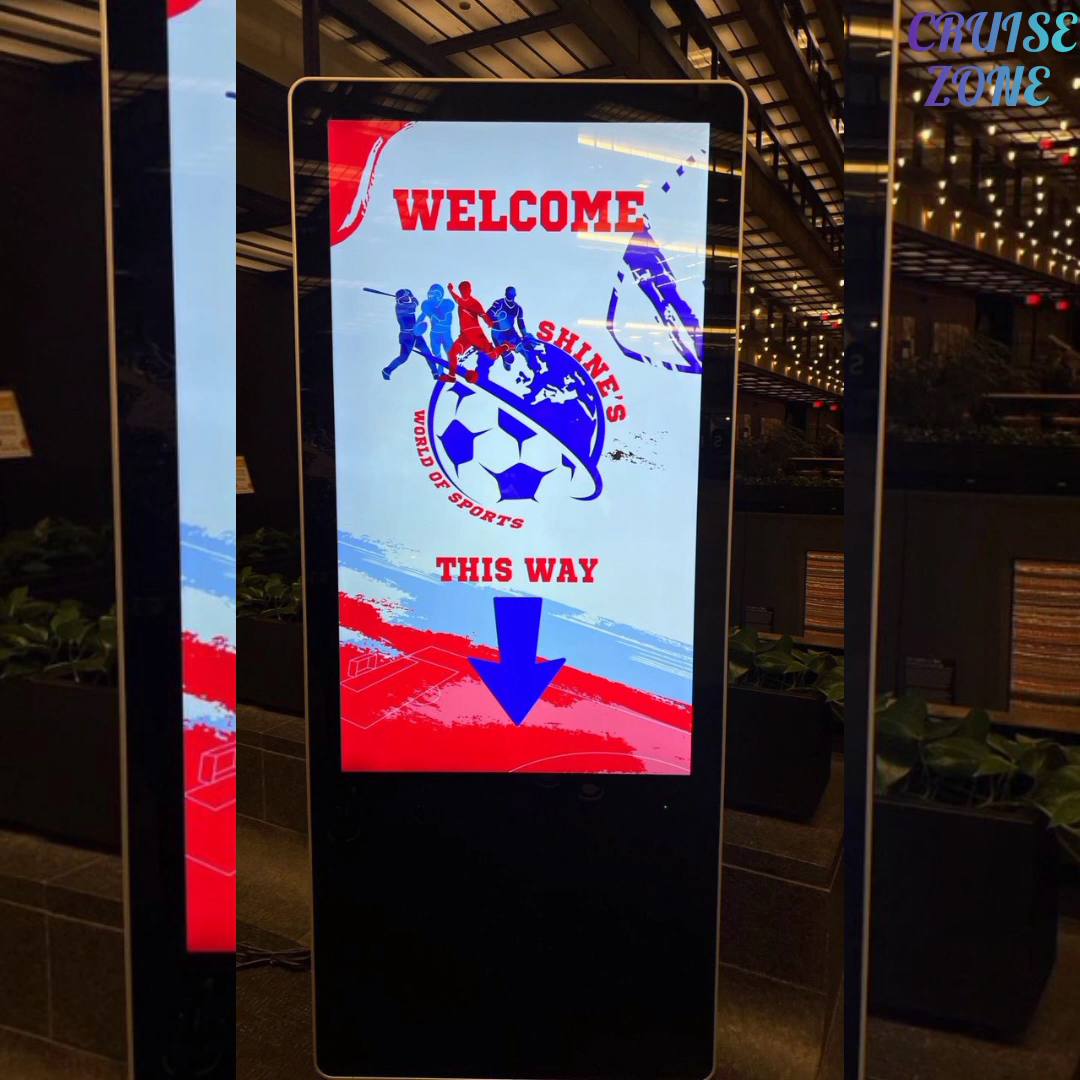 CRUISE
ZONE
WELCOME
SHINE'S
WORLD OF SPORTS
THIS WAY